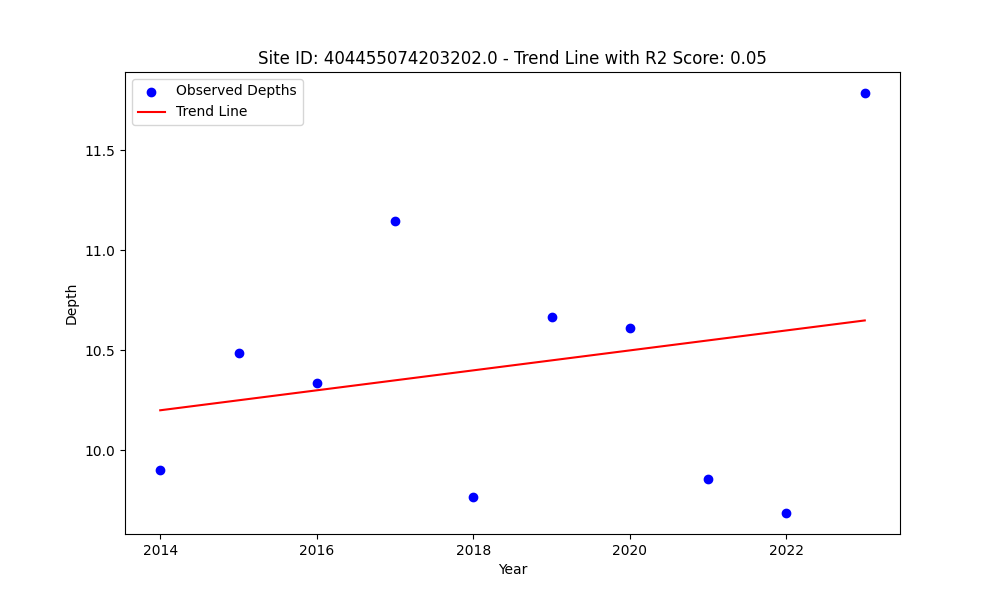 Site ID: 404455074203202.0 - Trend Line with R2 Score: 0.05
Observed Depths
Trend Line
11.5
11.0
10.5
10.0
Depth
2014
2016
2018
2020
2022
Year